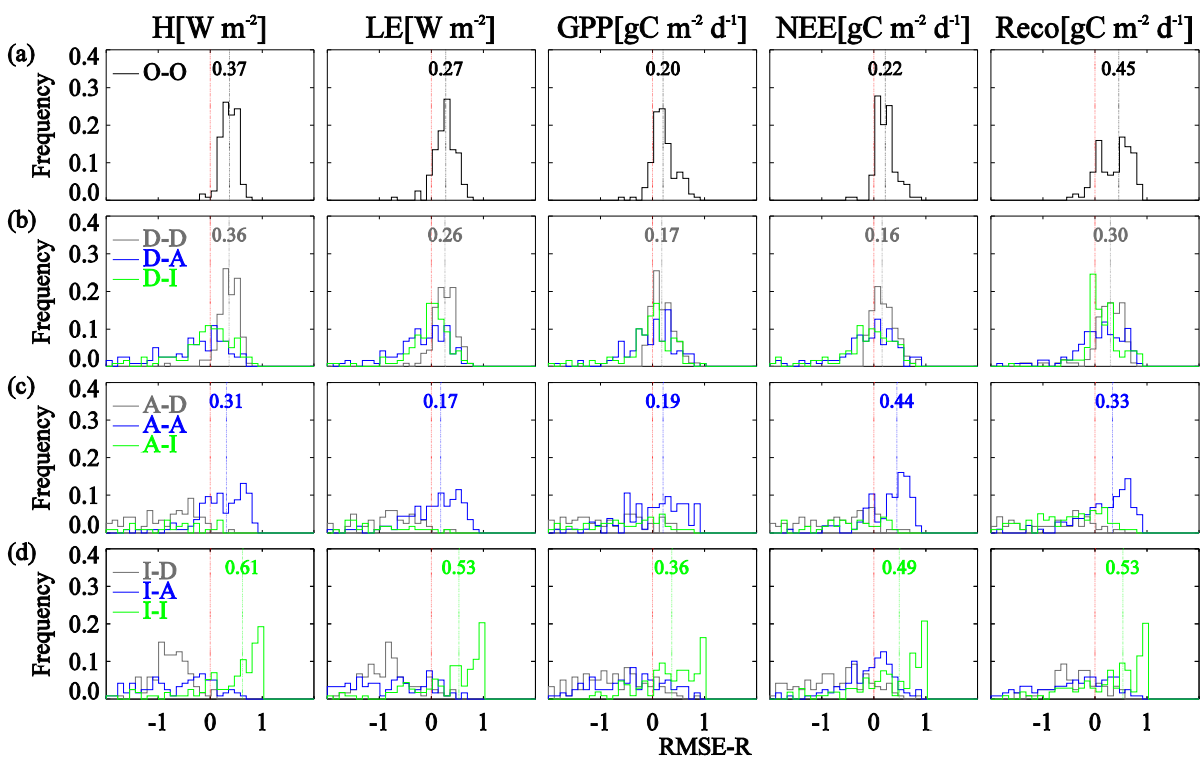 H[W m⁻²] LE[W m⁻²] GPP[gC m⁻² d⁻¹] NEE[gC m⁻² d⁻¹] Reco[gC m⁻² d⁻¹]
(a)
Frequency
0.4
0.3
0.2
0.1
0.0
O-O
0.37 0.27 0.20 0.22 0.45
(b)
Frequency
0.4
0.3
0.2
0.1
0.0
D-D
D-A
D-I
0.36 0.26 0.17 0.16 0.30
(c)
Frequency
0.4
0.3
0.2
0.1
0.0
A-D
A-A
A-I
0.31 0.17 0.19 0.44 0.33
(d)
Frequency
0.4
0.3
0.2
0.1
0.0
I-D
I-A
I-I
0.61 0.53 0.36 0.49 0.53
-1 0 1 -1 0 1 -1 0 1 -1 0 1 -1 0 1
RMSE-R